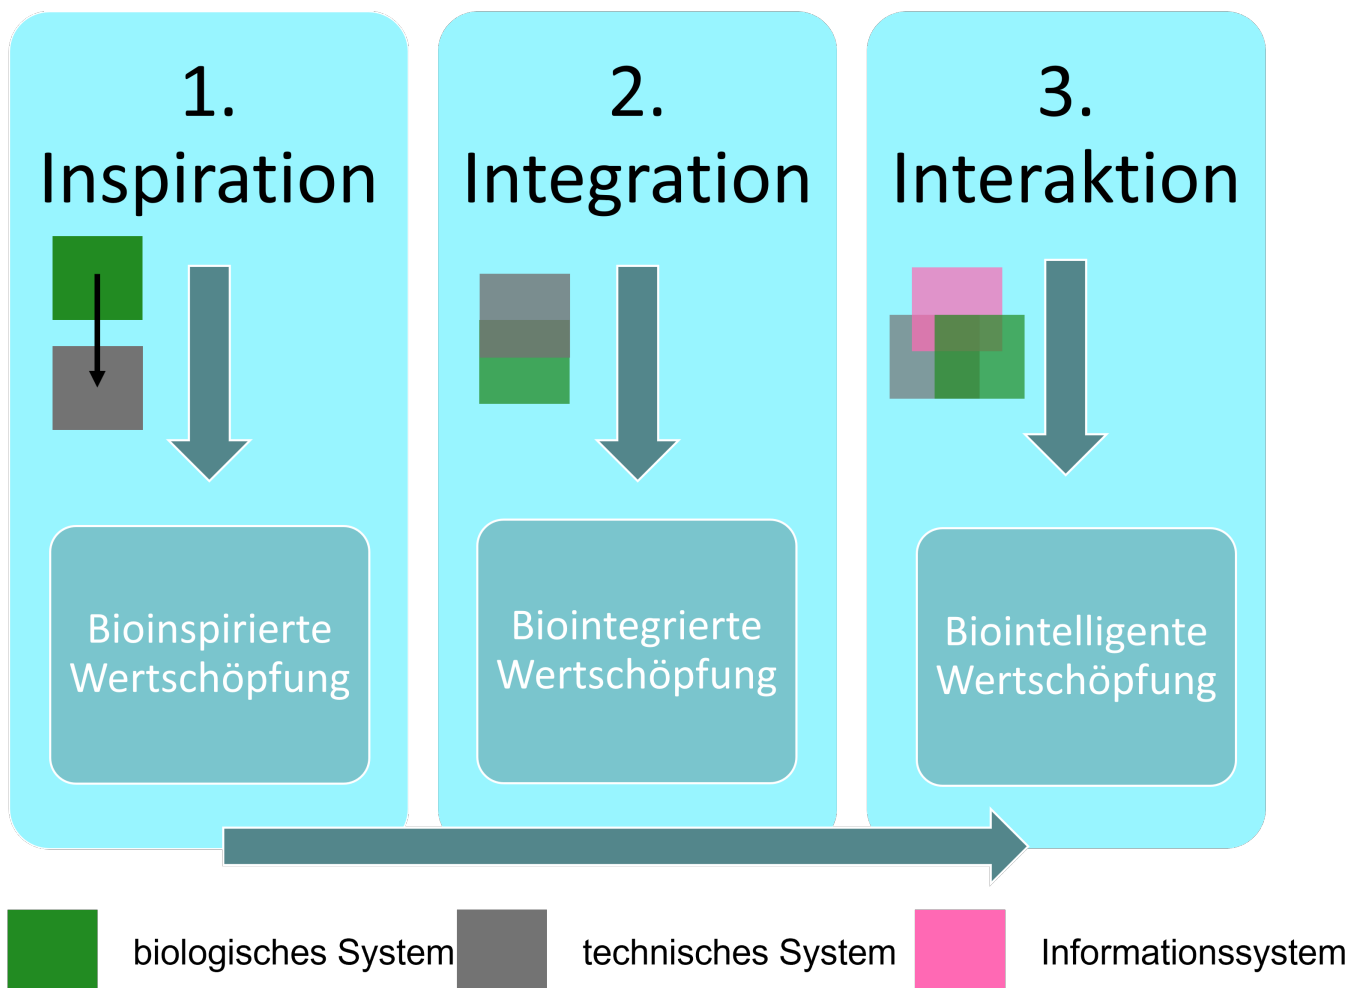 1.
Inspiration
Bioinspirierte
Wertschöpfung
2.
Integration
Biointegrierte
Wertschöpfung
3.
Interaktion
Biointelligente
Wertschöpfung
biologisches System
technisches System
Informationssystem